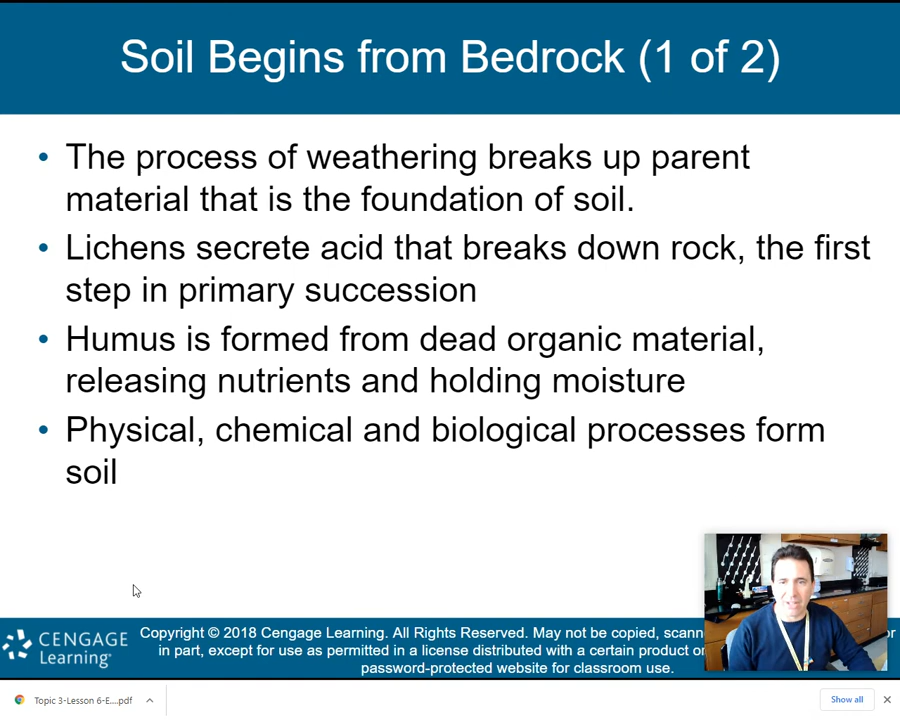 Soil Begins from Bedrock (1 of 2)
• The process of weathering breaks up parent
material that is the foundation of soil.
• Lichens secrete acid that breaks down rock, the first
step in primary succession
• Humus is formed from dead organic material,
releasing nutrients and holding moisture
• Physical, chemical and biological processes form
soil
CENGAGE
Learning
Copyright © 2018 Cengage Learning. All Rights Reserved. May not be copied,
in part, except for use as permitted in a license distributed with a certain product
password-protected website for classroom use.
Topic 3-Lesson 6-E....pdf
Show all